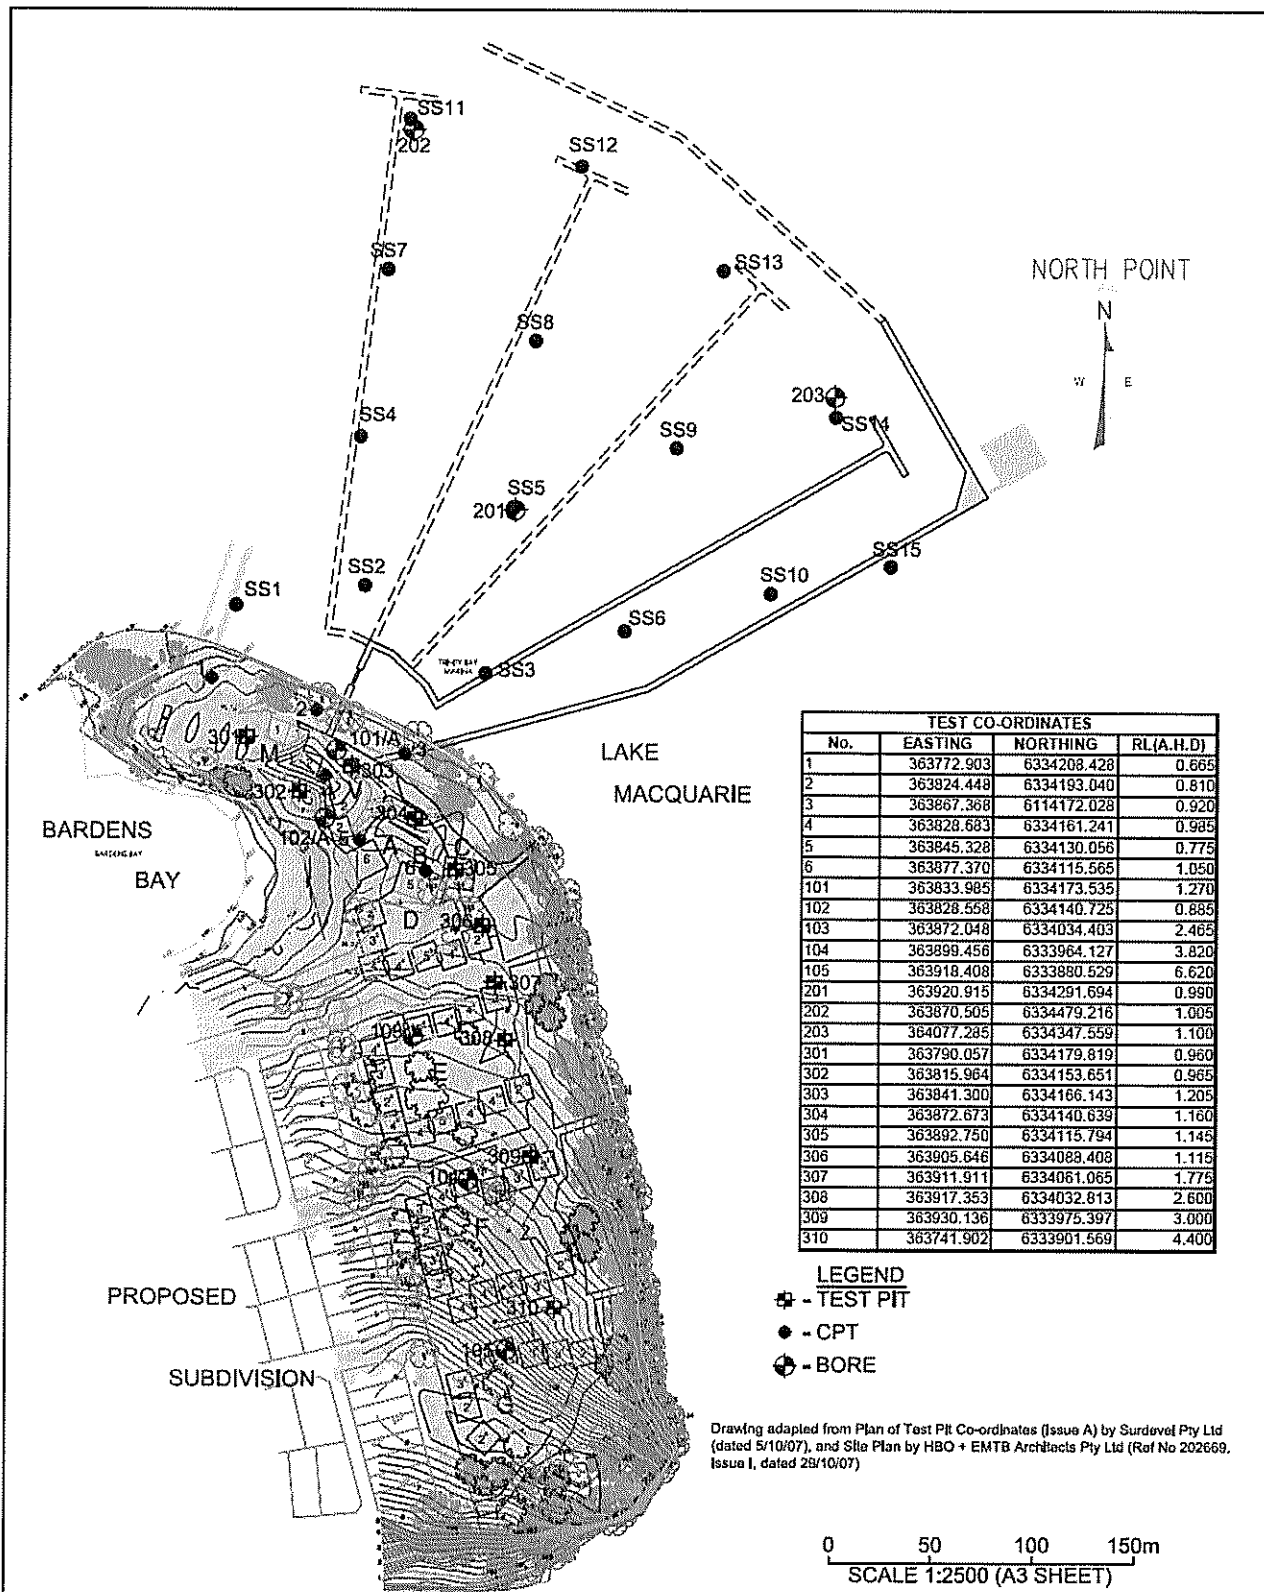 SS11
202
SS12
SS7
SS13
NORTH POINT
N
W E
SS8
203
SS14
SS4
SS9
SS5
201
SS15
SS2
SS10
SS1
SS6
TRINITY BAY
MARINA
SS3
2
301
1
101/A
3
M
303
LAKE
302
V
MACQUARIE
304
BARDENS
102/A
5
A
BARDENS BAY
B
C
BAY
6
305
D
306
307
308
E
309
F
PROPOSED
310
SUBDIVISION
G
TEST CO-ORDINATES
No. EASTING NORTHING RL(A.H.D)
1 363772.903 6334208.428 0.665
2 363824.448 6334193.040 0.810
3 363867.368 6114172.028 0.920
4 363828.683 6334161.241 0.985
5 363845.328 6334130.056 0.775
6 363877.370 6334115.565 1.050
101 363833.985 6334173.535 1.270
102 363828.558 6334140.725 0.885
103 363872.048 6334034.403 2.465
104 363899.456 6333964.127 3.820
105 363918.408 6333880.529 6.620
201 363920.915 6334291.694 0.990
202 363870.505 6334479.216 1.005
203 364077.285 6334347.559 1.100
301 363790.057 6334179.819 0.960
302 363815.964 6334153.651 0.965
303 363841.300 6334166.143 1.205
304 363872.673 6334140.639 1.160
305 363892.750 6334115.794 1.145
306 363905.646 6334088.408 1.115
307 363911.911 6334061.065 1.775
308 363917.353 6334032.813 2.600
309 363930.136 6333975.397 3.000
310 363741.902 6333901.569 4.400
LEGEND
- TEST PIT
- CPT
- BORE
Drawing adapted from Plan of Test Pit Co-ordinates (Issue A) by Surdevel Pty Ltd
(dated 5/10/07), and Site Plan by HBO + EMTB Architects Pty Ltd (Ref No 202669,
Issue I, dated 29/10/07)
0 50 100 150m
SCALE 1:2500 (A3 SHEET)